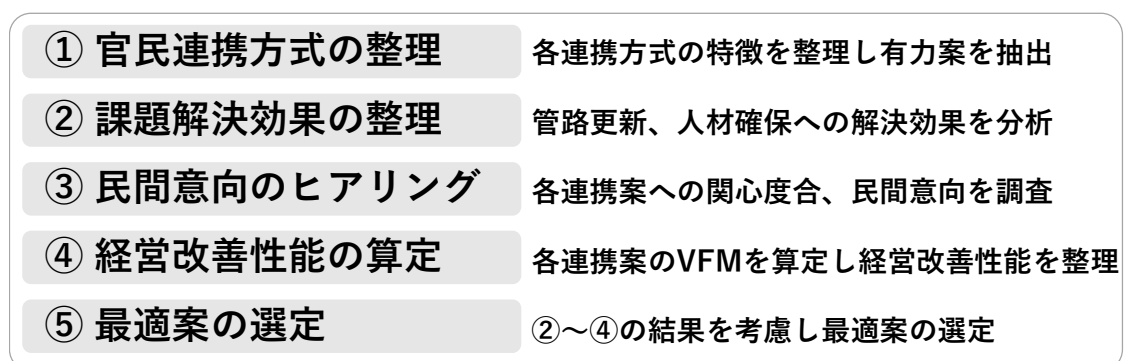 ① 官民連携方式の整理 各連携方式の特徴を整理し有力案を抽出
② 課題解決効果の整理 管路更新、人材確保への解決効果を分析
③ 民間意向のヒアリング 各連携案への関心度合、民間意向を調査
④ 経営改善性能の算定 各連携案のVFMを算定し経営改善性能を整理
⑤ 最適案の選定 ②～④の結果を考慮し最適案の選定